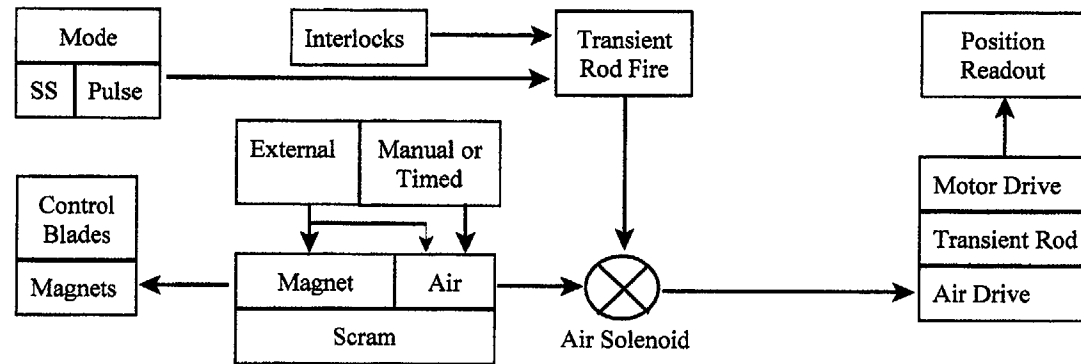 Mode
SS Pulse
Interlocks
Transient
Rod Fire
Position
Readout
External
Manual or
Timed
Control
Blades
Magnets
Magnet
Air
Scram
Air Solenoid
Motor Drive
Transient Rod
Air Drive